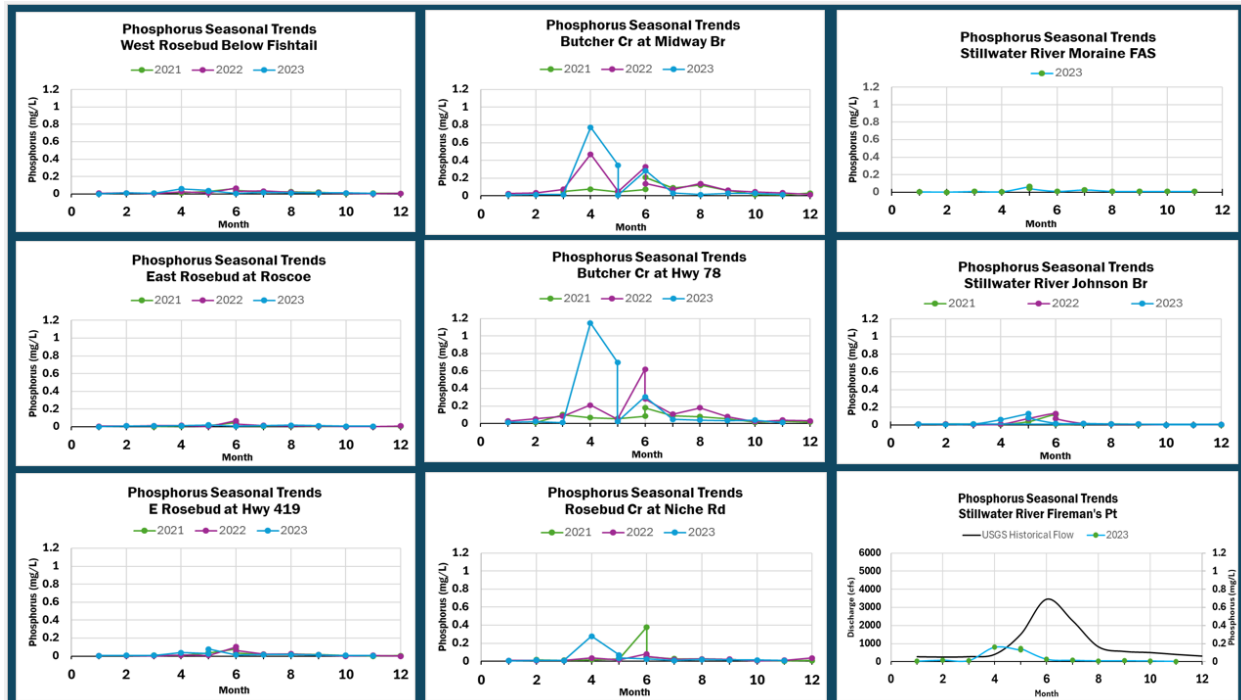 Phosphorus Seasonal Trends
West Rosebud Below Fishtail
2021 2022 2023
Phosphorus (mg/L)
1.2
1
0.8
0.6
0.4
0.2
0
0 2 4 6 8 10 12
Month
Phosphorus Seasonal Trends
Butcher Cr at Midway Br
2021 2022 2023
Phosphorus (mg/L)
1.2
1
0.8
0.6
0.4
0.2
0
0 2 4 6 8 10 12
Month
Phosphorus Seasonal Trends
Stillwater River Moraine FAS
2023
Phosphorus (mg/L)
1.2
1
0.8
0.6
0.4
0.2
0
0 2 4 6 8 10 12
Month
Phosphorus Seasonal Trends
East Rosebud at Roscoe
2021 2022 2023
Phosphorus (mg/L)
1.2
1
0.8
0.6
0.4
0.2
0
0 2 4 6 8 10 12
Month
Phosphorus Seasonal Trends
Butcher Cr at Hwy 78
2021 2022 2023
Phosphorus (mg/L)
1.2
1
0.8
0.6
0.4
0.2
0
0 2 4 6 8 10 12
Month
Phosphorus Seasonal Trends
Stillwater River Johnson Br
2021 2022 2023
Phosphorus (mg/L)
1.2
1
0.8
0.6
0.4
0.2
0
0 2 4 6 8 10 12
Month
Phosphorus Seasonal Trends
E Rosebud at Hwy 419
2021 2022 2023
Phosphorus (mg/L)
1.2
1
0.8
0.6
0.4
0.2
0
0 2 4 6 8 10 12
Month
Phosphorus Seasonal Trends
Rosebud Cr at Niche Rd
2021 2022 2023
Phosphorus (mg/L)
1.2
1
0.8
0.6
0.4
0.2
0
0 2 4 6 8 10 12
Month
Phosphorus Seasonal Trends
Stillwater River Fireman's Pt
USGS Historical Flow 2023
Discharge (cfs)
6000
5000
4000
3000
2000
1000
0
1.2
1
0.8
0.6
0.4
0.2
0
Phosphorus (mg/L)
0 2 4 6 8 10 12
Month